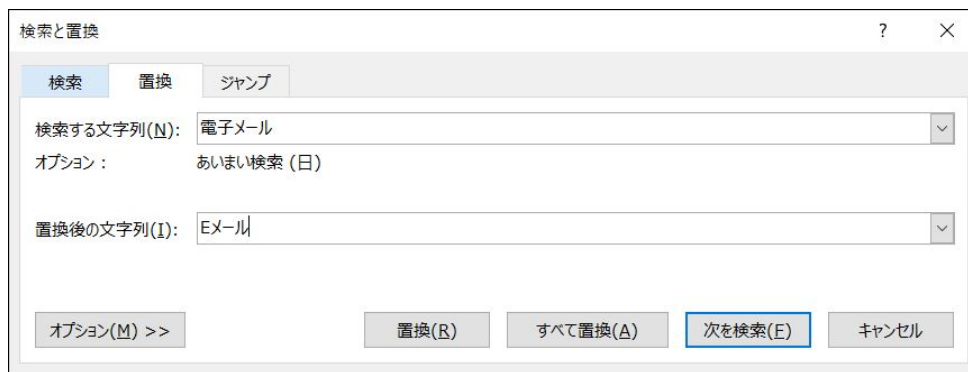 検索と置換 ?
検索 置換 ジャンプ
検索する文字列(N): 電子メール
オプション : あいまい検索 (日)
置換後の文字列(I): Eメール
オプション(M) >> 置換(R) すべて置換(A) 次を検索(F) キャンセル